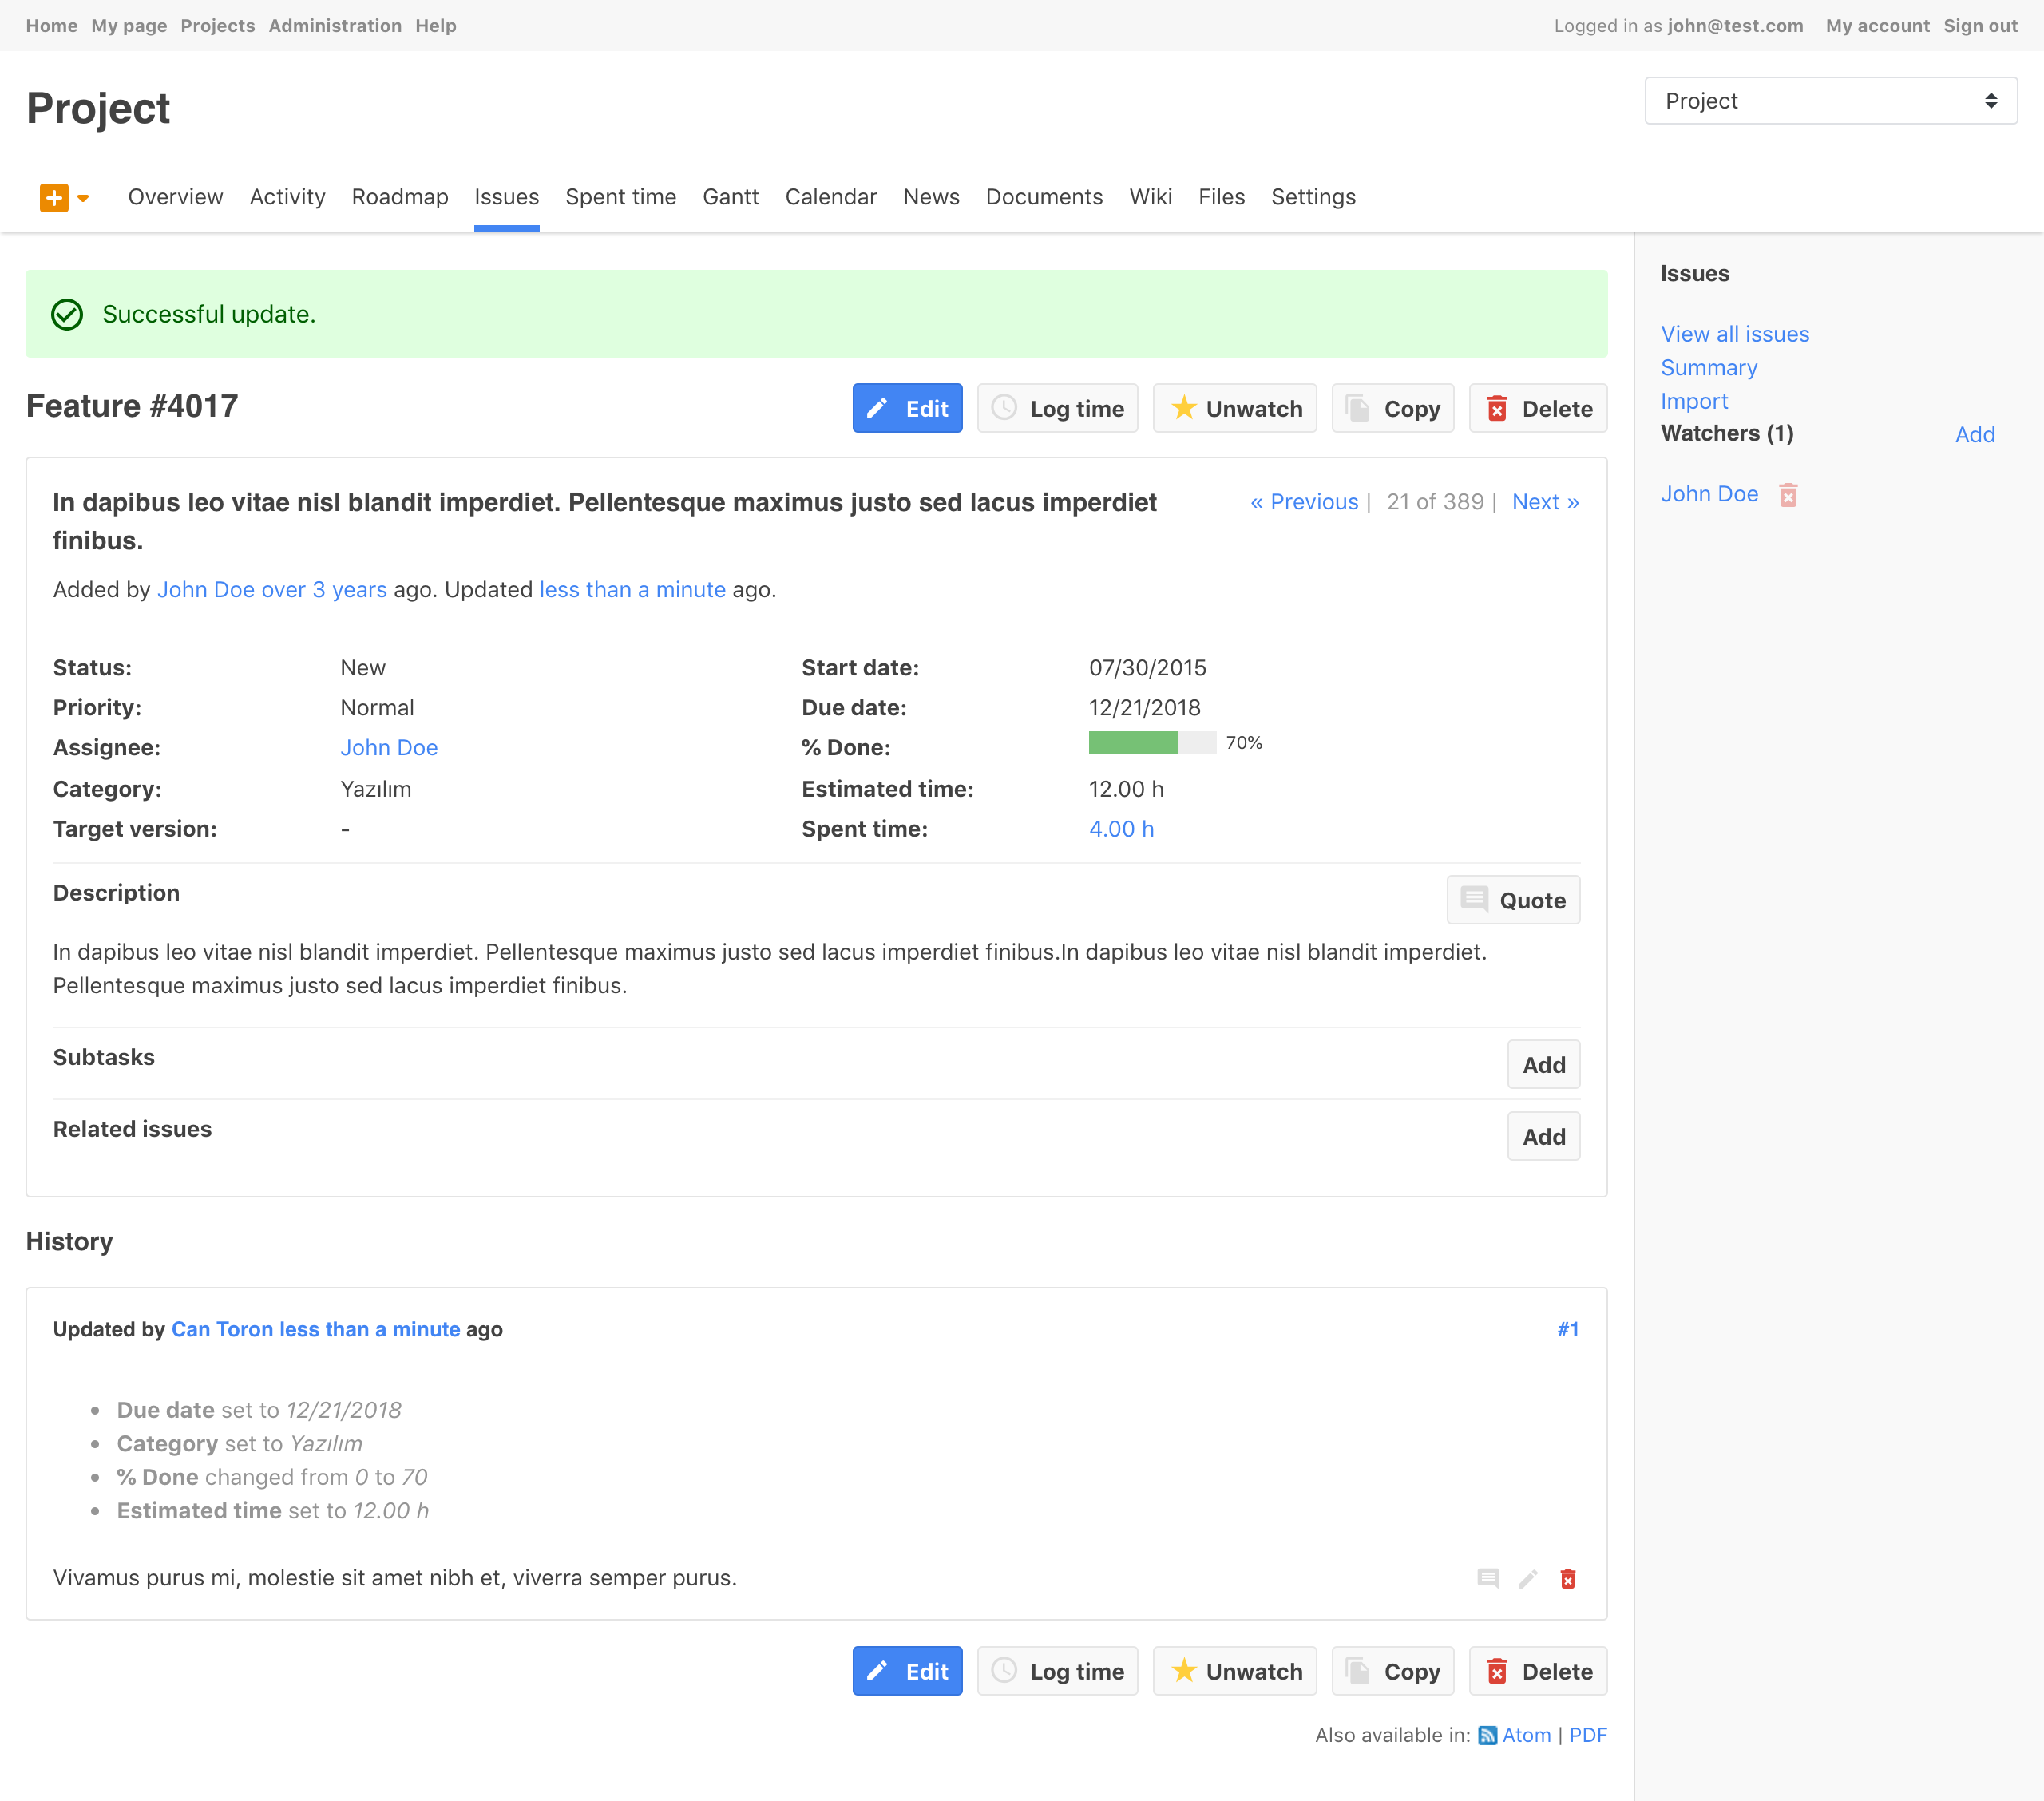 Home My page Projects Administration Help
Logged in as john@test.com My account Sign out
Project
Project
Overview Activity Roadmap Issues Spent time Gantt Calendar News Documents Wiki Files Settings
Successful update.
Feature #4017
Edit Log time Unwatch Copy Delete
In dapibus leo vitae nisl blandit imperdiet. Pellentesque maximus justo sed lacus imperdiet
finibus.
« Previous | 21 of 389 | Next »
Added by John Doe over 3 years ago. Updated less than a minute ago.
Status: New Start date: 07/30/2015
Priority: Normal Due date: 12/21/2018
Assignee: John Doe % Done: 70%
Category: Yazılım Estimated time: 12.00 h
Target version: - Spent time: 4.00 h
Description
Quote
In dapibus leo vitae nisl blandit imperdiet. Pellentesque maximus justo sed lacus imperdiet finibus.In dapibus leo vitae nisl blandit imperdiet.
Pellentesque maximus justo sed lacus imperdiet finibus.
Subtasks Add
Related issues Add
History
Updated by Can Toron less than a minute ago #1
Due date set to 12/21/2018
Category set to Yazılım
% Done changed from 0 to 70
Estimated time set to 12.00 h
Vivamus purus mi, molestie sit amet nibh et, viverra semper purus.
Edit Log time Unwatch Copy Delete
Also available in: Atom | PDF
Issues
View all issues
Summary
Import
Watchers (1) Add
John Doe